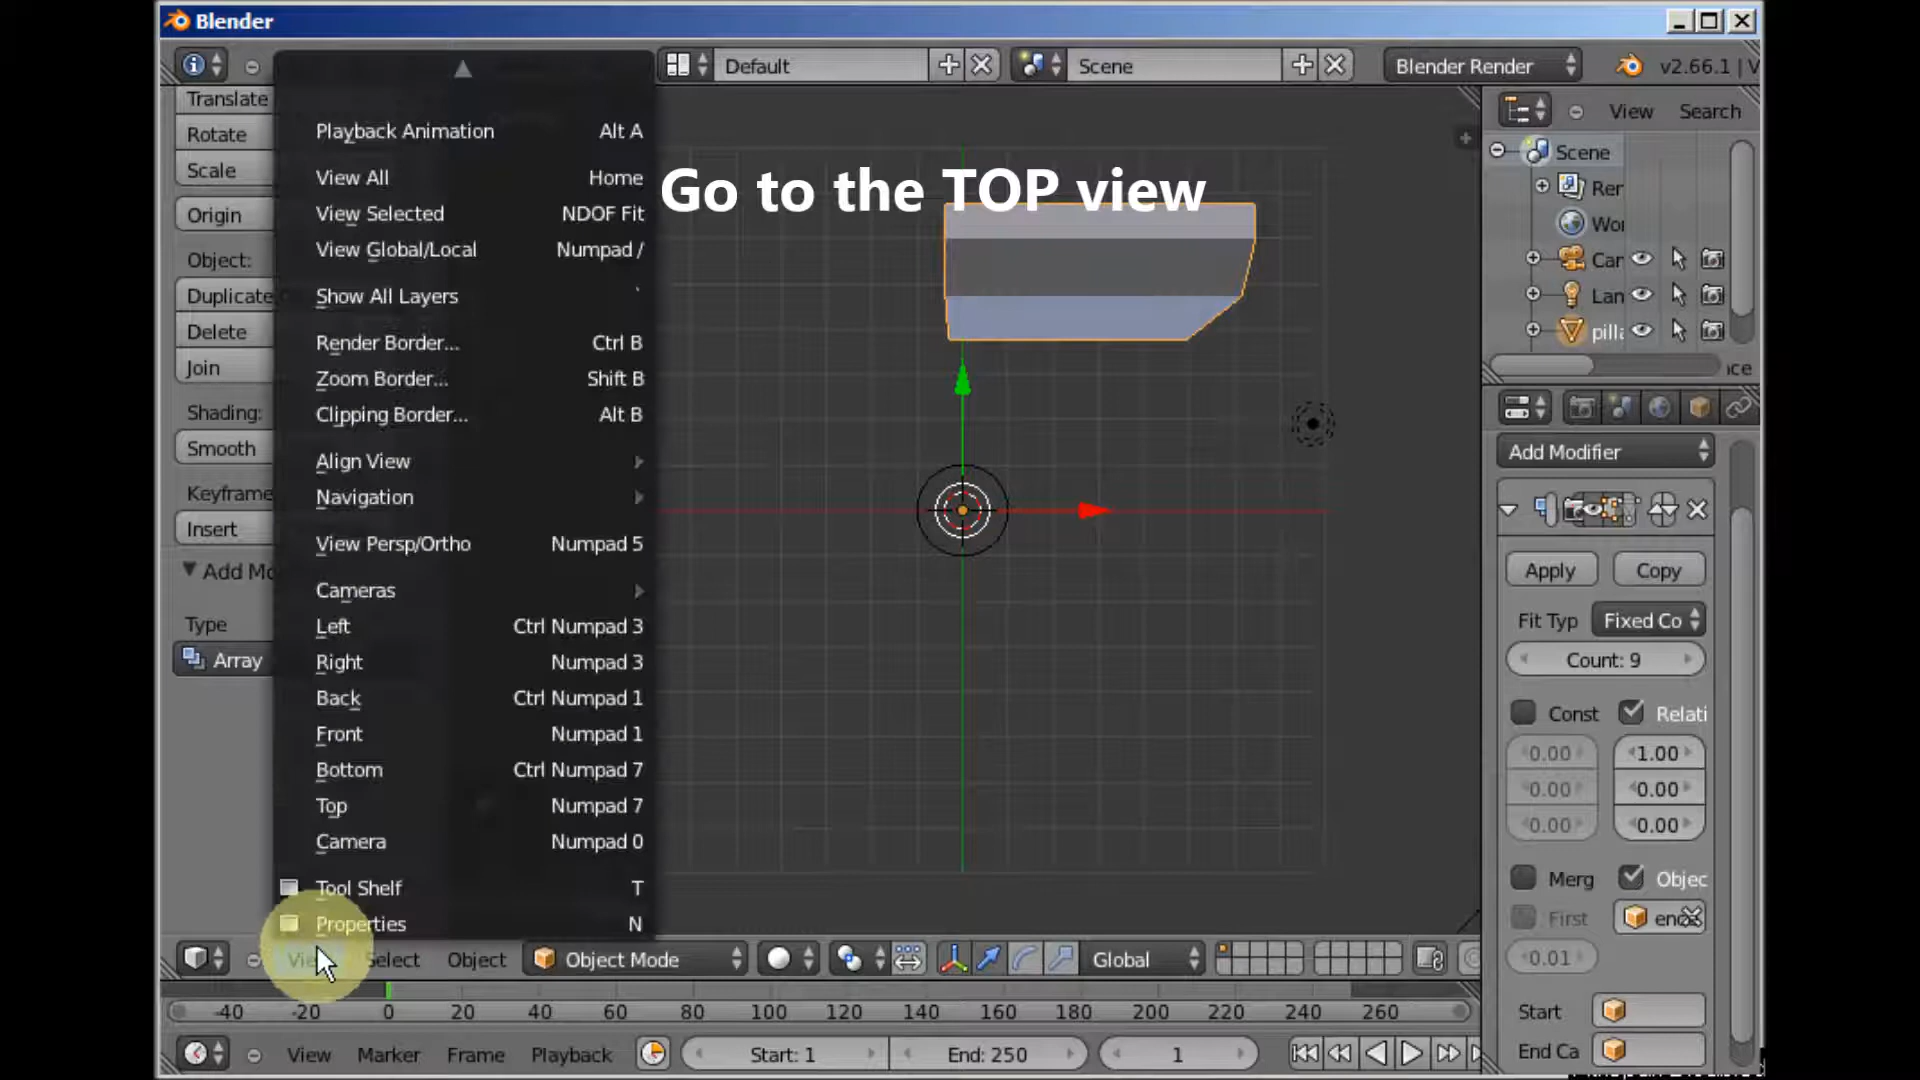 Blender
Default
Scene
Blender Render
v2.66.1 | V
Translate
Rotate
Scale
Origin
Object:
Duplicate
Delete
Join
Shading:
Smooth
Keyframe
Insert
Add Mo
Type
Array
Playback Animation Alt A
View All Home
View Selected NDOF Fit
View Global/Local Numpad /
Show All Layers `
Render Border... Ctrl B
Zoom Border... Shift B
Clipping Border... Alt B
Align View
Navigation
View Persp/Ortho Numpad 5
Cameras
Left Ctrl Numpad 3
Right Numpad 3
Back Ctrl Numpad 1
Front Numpad 1
Bottom Ctrl Numpad 7
Top Numpad 7
Camera Numpad 0
Tool Shelf T
Properties N
Go to the TOP view
View Search
Scene
Ren
Wor
Car
Lan
pill
Add Modifier
Apply Copy
Fit Typ Fixed Co
Count: 9
Const Relati
0.00 1.00
0.00 0.00
0.00 0.00
Merg Objec
First
0.01
Start
End Ca
Select Object Object Mode Global
-40 -20 0 20 40 60 80 100 120 140 160 180 200 220 240 260
View Marker Frame Playback Start: 1 End: 250 1